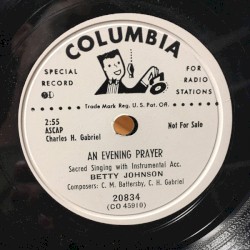 COLUMBIA
SPECIAL
RECORD
FOR
RADIO
STATIONS
Trade Mark Reg. U.S. Pat. Off.
2:55
ASCAP
Charles H. Gabriel
Not For Sale
AN EVENING PRAYER
Sacred Singing with Instrumental Acc.
BETTY JOHNSON
Composers: C. M. Battersby, C. H. Gabriel
20834
(CO 45910)